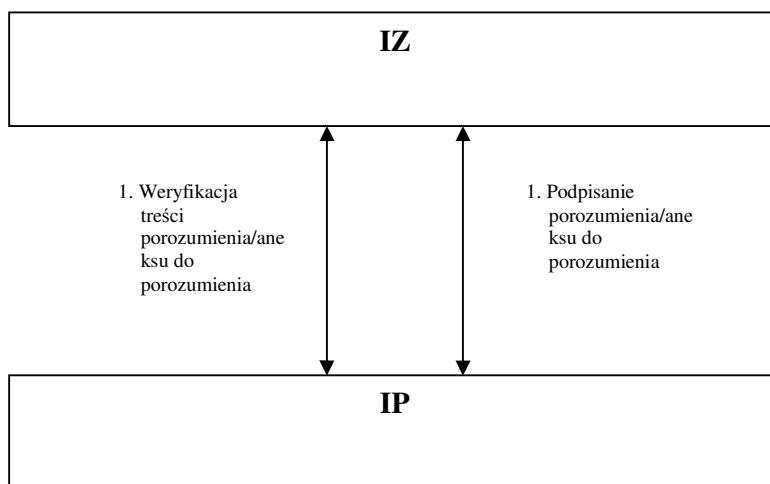 IZ
1. Weryfikacja
treści
porozumienia/ane
ksu do
porozumienia
1. Podpisanie
porozumienia/ane
ksu do
porozumienia
IP